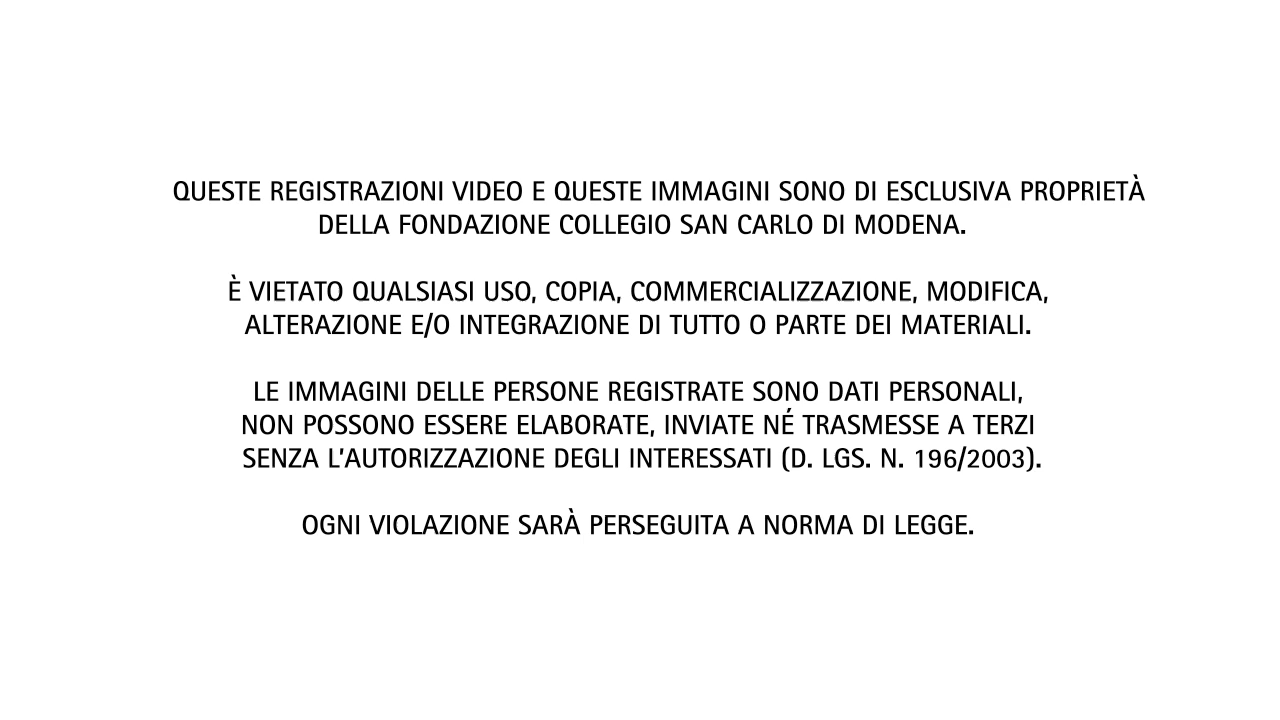 QUESTE REGISTRAZIONI VIDEO E QUESTE IMMAGINI SONO DI ESCLUSIVA PROPRIETÀ
DELLA FONDAZIONE COLLEGIO SAN CARLO DI MODENA.
È VIETATO QUALSIASI USO, COPIA, COMMERCIALIZZAZIONE, MODIFICA,
ALTERAZIONE E/O INTEGRAZIONE DI TUTTO O PARTE DEI MATERIALI.
LE IMMAGINI DELLE PERSONE REGISTRATE SONO DATI PERSONALI,
NON POSSONO ESSERE ELABORATE, INVIATE NÉ TRASMESSE A TERZI
SENZA L'AUTORIZZAZIONE DEGLI INTERESSATI (D. LGS. N. 196/2003).
OGNI VIOLAZIONE SARÀ PERSEGUITA A NORMA DI LEGGE.